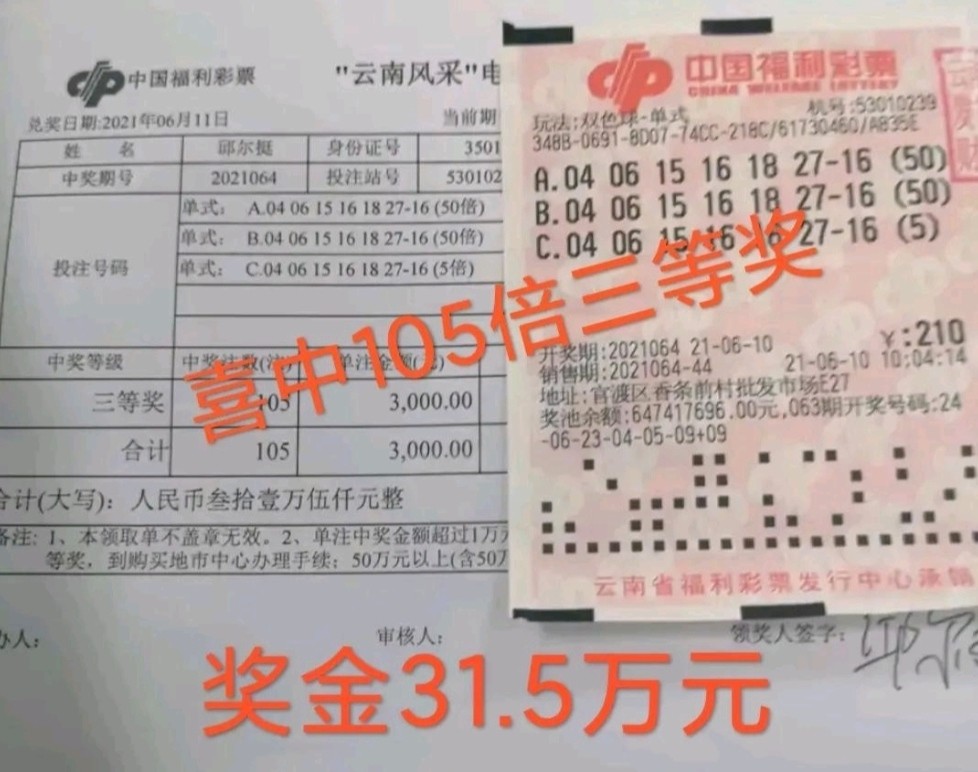 中国福利彩票
"云南风采"电
兑奖日期:2021年06月11日
当前期
姓 名 邱尔挺 身份证号 3501
中奖期号 2021064 投注站号 530102
投注号码
单式: A.04 06 15 16 18 27-16 (50倍)
单式: B.04 06 15 16 18 27-16 (50倍)
单式: C.04 06 15 16 18 27-16 (5倍)
中奖等级 中奖注数(注) 单注金额(元)
三等奖 105 3,000.00
合计 105 3,000.00
合计(大写): 人民币叁拾壹万伍仟元整
备注: 1、本领取单不盖章无效。2、单注中奖金额超过1万元
等奖，到购买地市中心办理手续；50万元以上(含50万
办人:
审核人:
领奖人签字:
中国福利彩票
CHINA WELFARE LOTTERY
玩法:双色球-单式
机号:53010239
348B-0691-8D07-74CC-218C/61730460/AB35E
A.04 06 15 16 18 27-16 (50)
B.04 06 15 16 18 27-16 (50)
C.04 06 15 16 18 27-16 (5)
￥:210
开奖期:2021064 21-06-10
销售期:2021064-44 21-06-10 10:04:14
地址:官渡区香条前村批发市场E27
奖池余额:647417696.00元,063期开奖号码:24
-06-23-04-05-09+09
云南省福利彩票发行中心承销
喜中105倍三等奖
奖金31.5万元